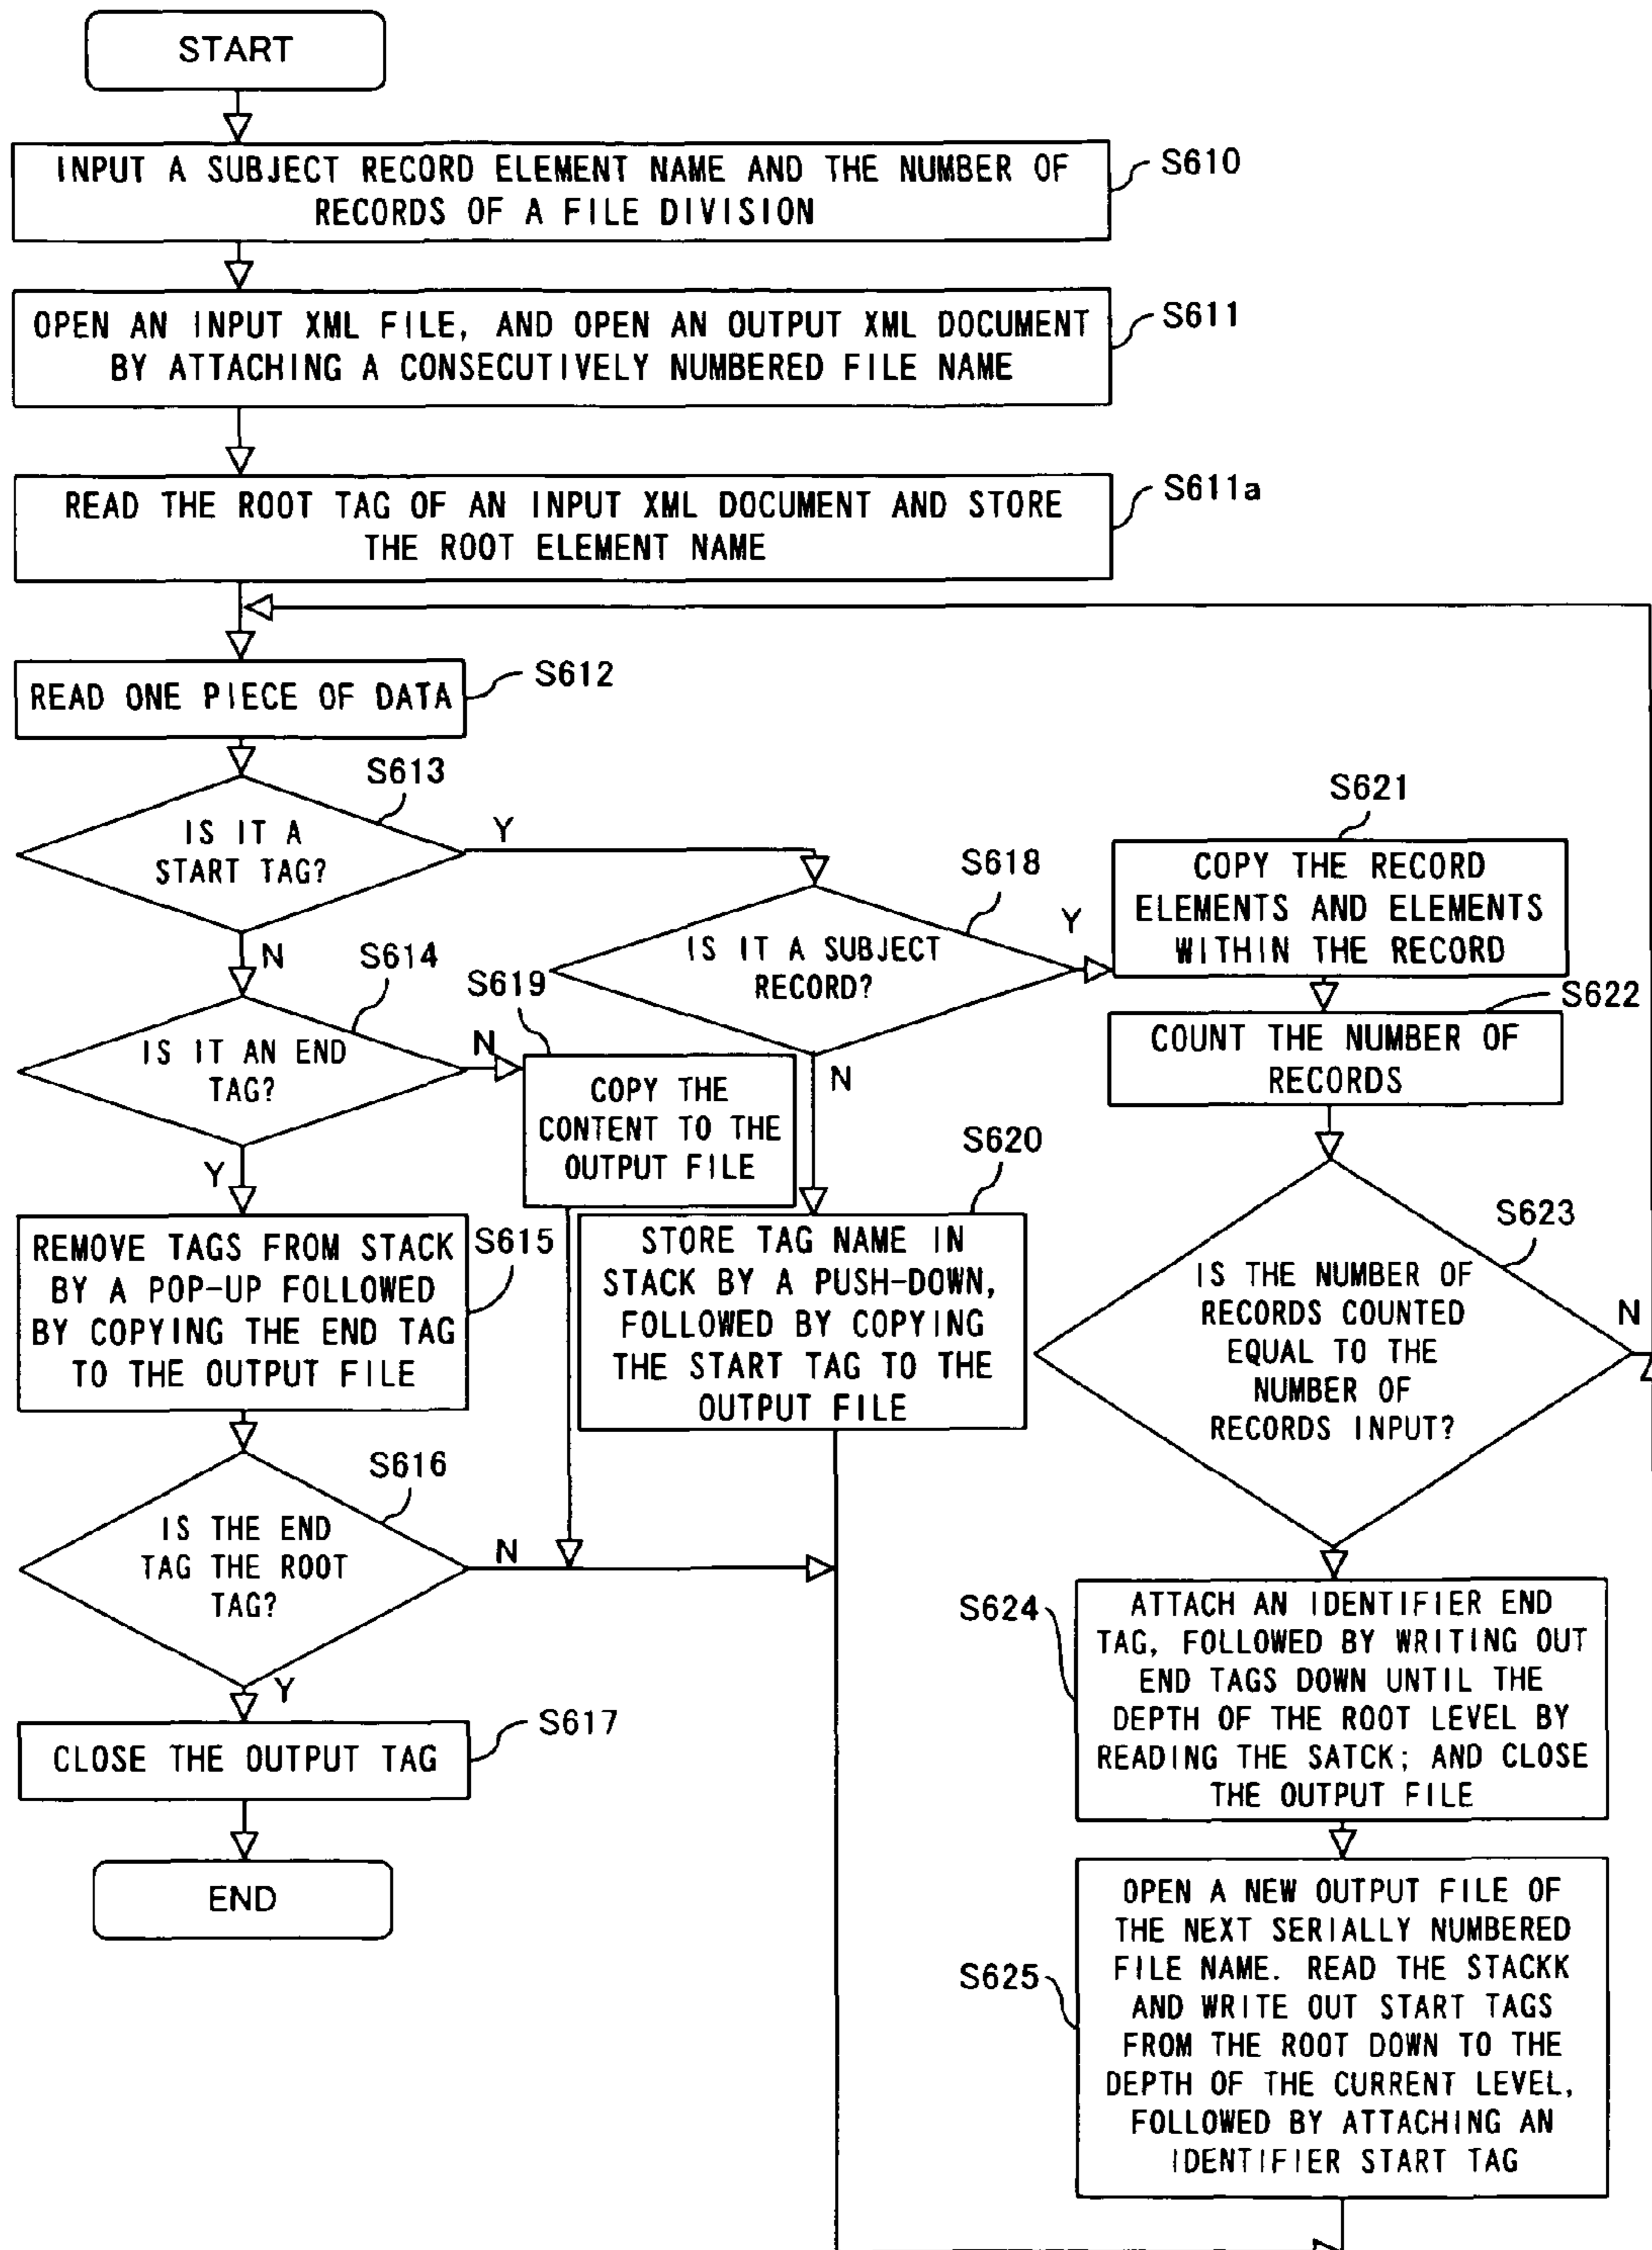 START
INPUT A SUBJECT RECORD ELEMENT NAME AND THE NUMBER OF
RECORDS OF A FILE DIVISION
S610
OPEN AN INPUT XML FILE, AND OPEN AN OUTPUT XML DOCUMENT
BY ATTACHING A CONSECUTIVELY NUMBERED FILE NAME
S611
READ THE ROOT TAG OF AN INPUT XML DOCUMENT AND STORE
THE ROOT ELEMENT NAME
S611a
READ ONE PIECE OF DATA
S612
S613
IS IT A
START TAG?
Y
N
S614
IS IT AN END
TAG?
N
Y
S619
COPY THE
CONTENT TO THE
OUTPUT FILE
REMOVE TAGS FROM STACK
BY A POP-UP FOLLOWED
BY COPYING THE END TAG
TO THE OUTPUT FILE
S615
S616
IS THE END
TAG THE ROOT
TAG?
N
Y
CLOSE THE OUTPUT TAG
S617
END
S618
IS IT A SUBJECT
RECORD?
Y
N
S620
STORE TAG NAME IN
STACK BY A PUSH-DOWN,
FOLLOWED BY COPYING
THE START TAG TO THE
OUTPUT FILE
S621
COPY THE RECORD
ELEMENTS AND ELEMENTS
WITHIN THE RECORD
S622
COUNT THE NUMBER OF
RECORDS
S623
IS THE NUMBER OF
RECORDS COUNTED
EQUAL TO THE
NUMBER OF
RECORDS INPUT?
N
S624
ATTACH AN IDENTIFIER END
TAG, FOLLOWED BY WRITING OUT
END TAGS DOWN UNTIL THE
DEPTH OF THE ROOT LEVEL BY
READING THE SATCK; AND CLOSE
THE OUTPUT FILE
S625
OPEN A NEW OUTPUT FILE OF
THE NEXT SERIALLY NUMBERED
FILE NAME. READ THE STACKK
AND WRITE OUT START TAGS
FROM THE ROOT DOWN TO THE
DEPTH OF THE CURRENT LEVEL,
FOLLOWED BY ATTACHING AN
IDENTIFIER START TAG